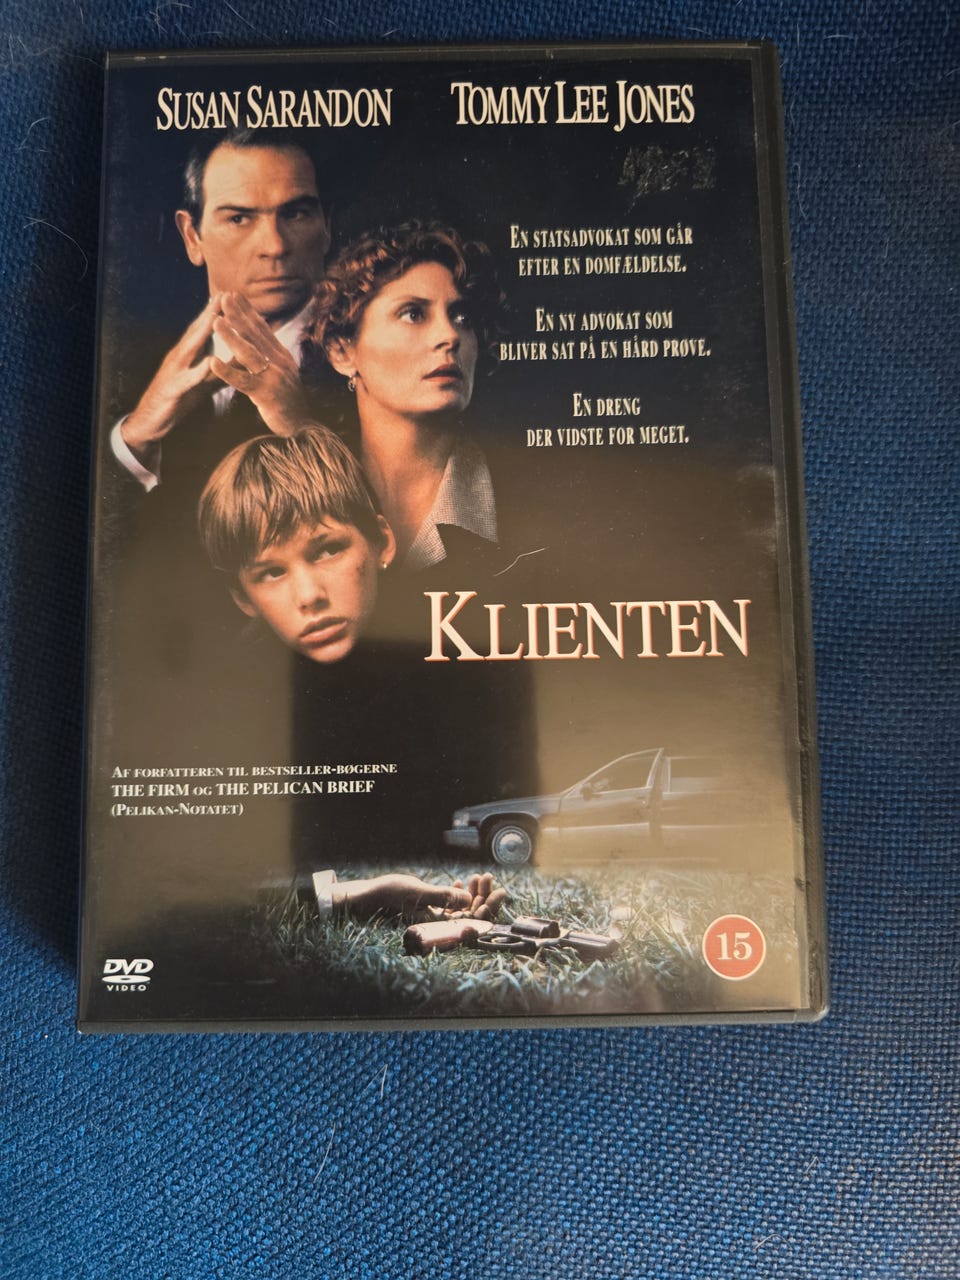 SUSAN SARANDON
TOMMY LEE JONES
EN STATSADVOKAT SOM GÅR
EFTER EN DOMFÆLDELSE.
EN NY ADVOKAT SOM
BLIVER SAT PÅ EN HÅRD PRØVE.
EN DRENG
DER VIDSTE FOR MEGET.
KLIENTEN
AF FORFATTEREN TIL BESTSELLER-BØGERNE
THE FIRM OG THE PELICAN BRIEF
(PELIKAN-NOTATET)
DVD
VIDEO
15